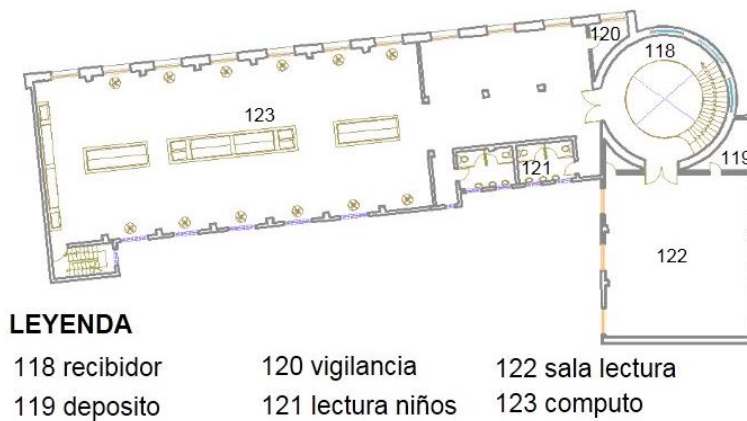 120
118
123
121
119
122
LEYENDA
118 recibidor 120 vigilancia 122 sala lectura
119 deposito 121 lectura niños 123 computo